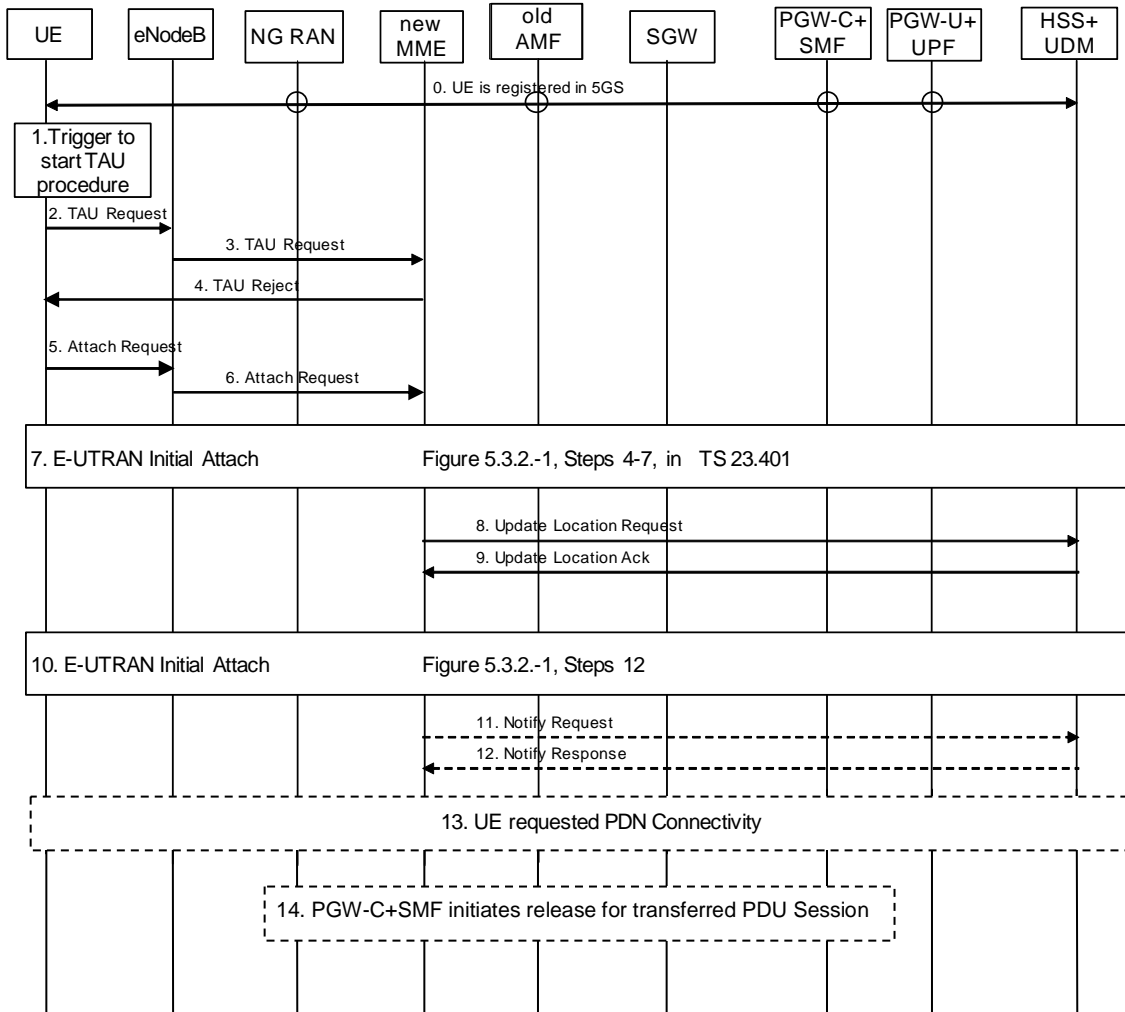 UE
eNodeB
NG RAN
new
MME
old
AMF
SGW
PGW-C+
SMF
PGW-U+
UPF
HSS+
UDM
0. UE is registered in 5GS
1.Trigger to
start TAU
procedure
2. TAU Request
3. TAU Request
4. TAU Reject
5. Attach Request
6. Attach Request
7. E-UTRAN Initial Attach Figure 5.3.2.-1, Steps 4-7, in TS 23.401
8. Update Location Request
9. Update Location Ack
10. E-UTRAN Initial Attach Figure 5.3.2.-1, Steps 12
11. Notify Request
12. Notify Response
13. UE requested PDN Connectivity
14. PGW-C+SMF initiates release for transferred PDU Session